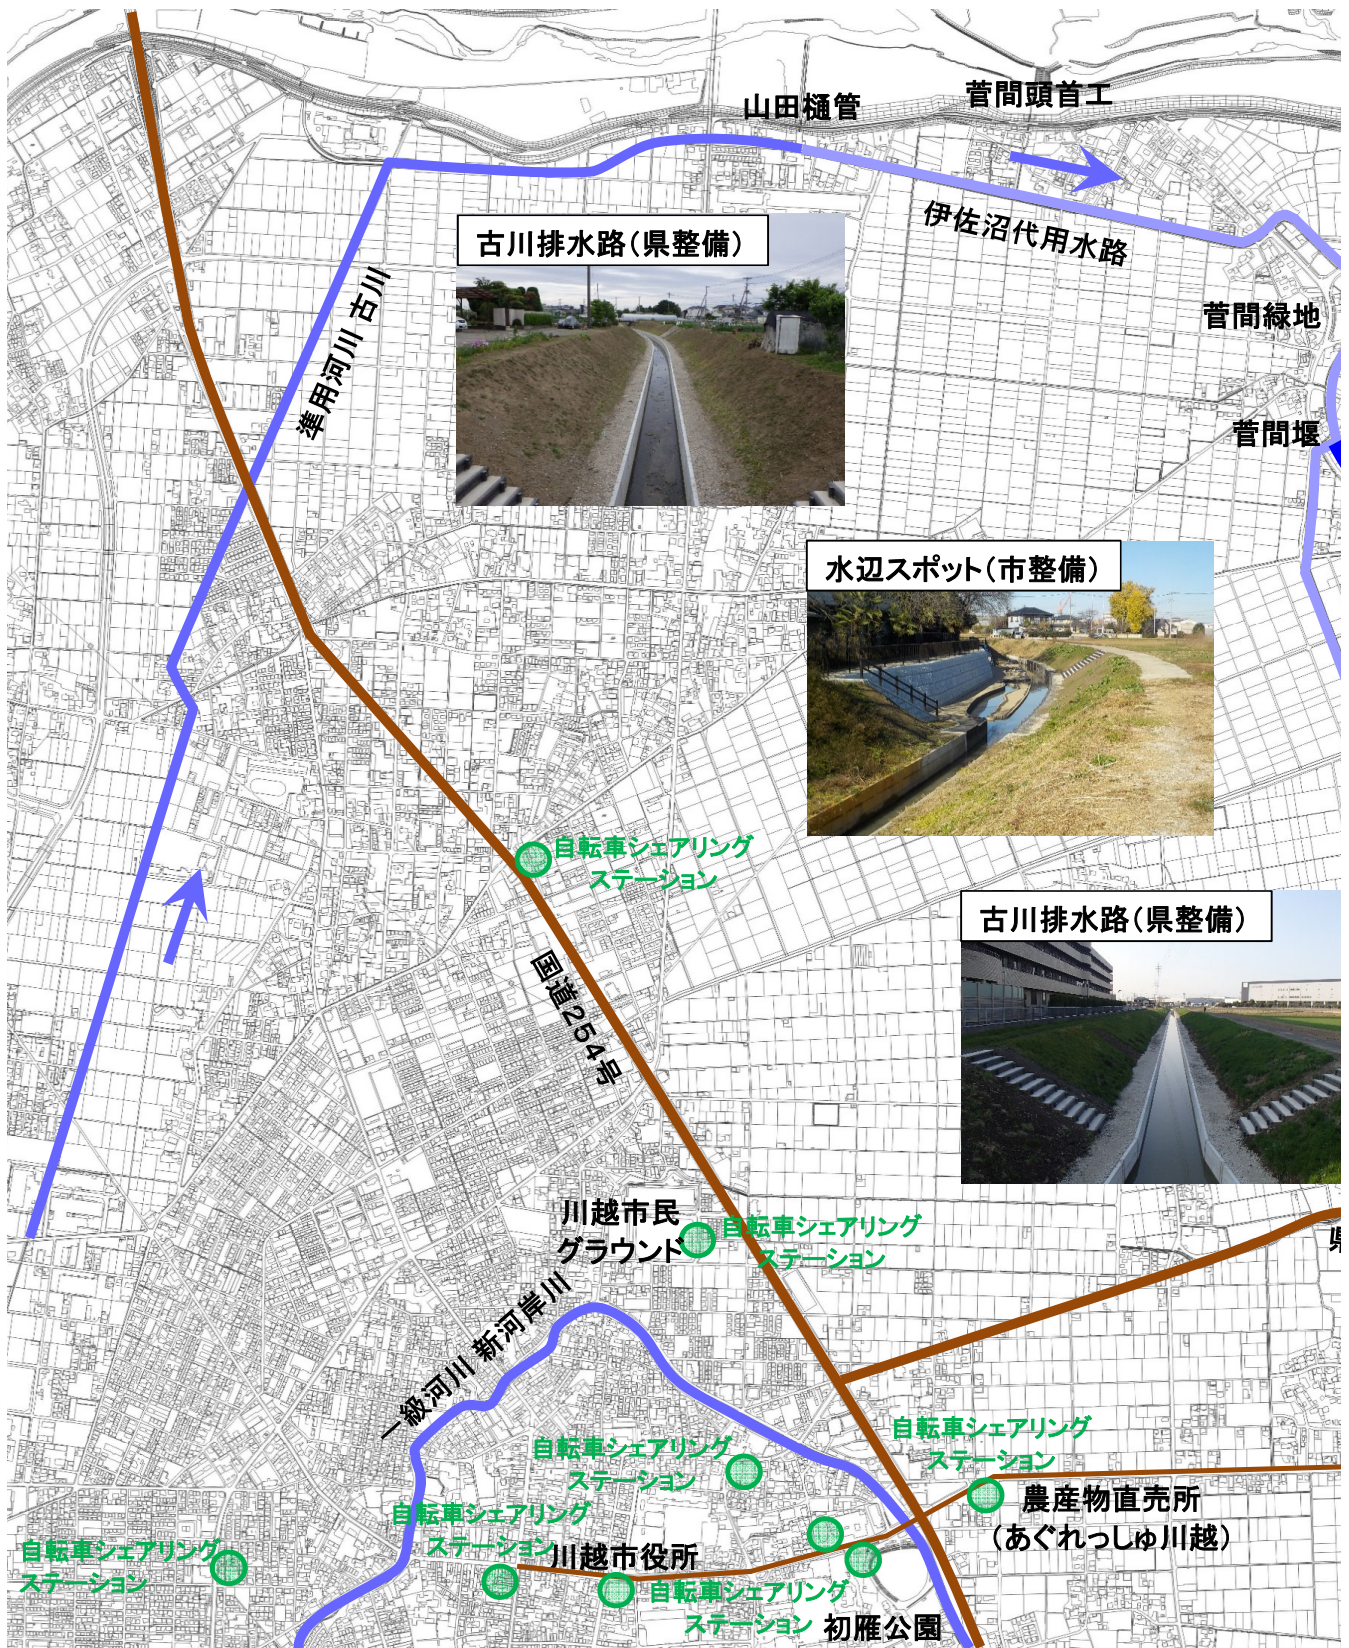 菅間頭首工
山田樋管
伊佐沼代用水路
古川排水路(県整備)
準用河川 古川
菅間緑地
菅間堰
水辺スポット(市整備)
自転車シェアリング
ステーション
古川排水路(県整備)
国道254号
川越市民
グラウンド
自転車シェアリング
ステーション
県
一級河川 新河岸川
自転車シェアリング
ステーション
自転車シェアリング
ステーション
農産物直売所
(あぐれっしゅ川越)
自転車シェアリング
ステーション
川越市役所
自転車シェアリング
ステーション
自転車シェアリング
ステーション
初雁公園